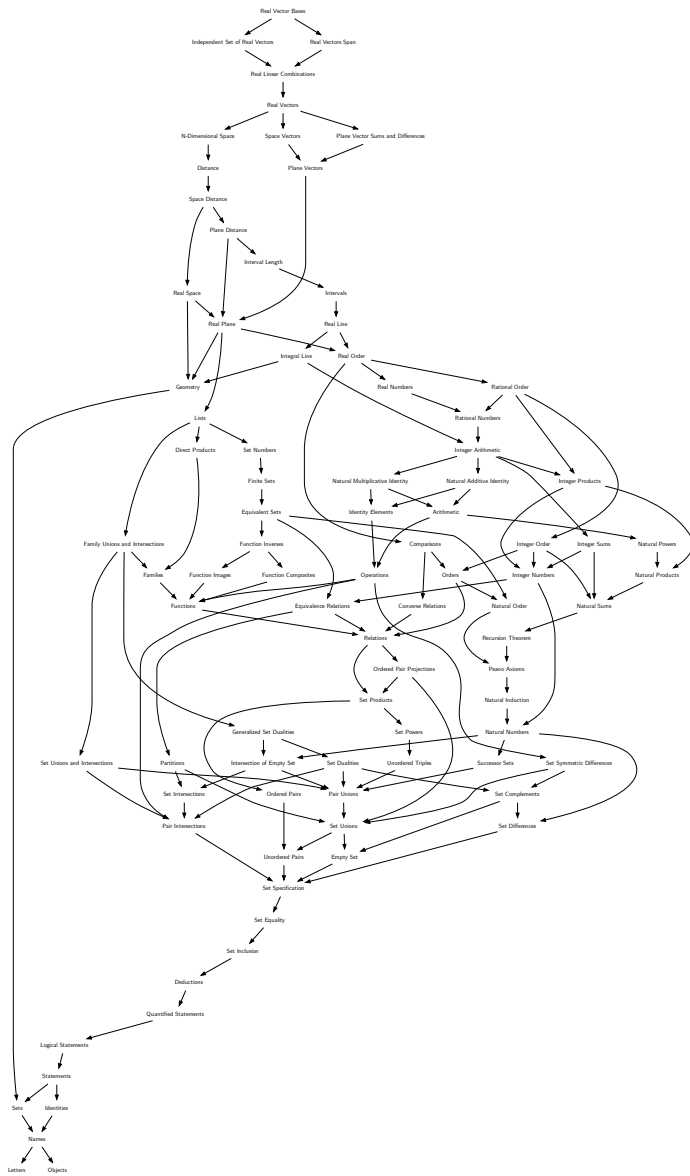 Real Vector Bases
Independent Set of Real Vectors Real Vectors Span
Real Linear Combinations
Real Vectors
N-Dimensional Space Space Vectors Plane Vector Sums and Differences
Distance Plane Vectors
Space Distance
Plane Distance
Interval Length
Real Space Intervals
Real Plane Real Line
Integral Line Real Order
Geometry Real Numbers Rational Order
Lists Rational Numbers
Direct Products Set Numbers Integer Arithmetic
Finite Sets Natural Multiplicative Identity Natural Additive Identity Integer Products
Equivalent Sets Identity Elements Arithmetic
Family Unions and Intersections Function Inverses Comparisons Integer Order Integer Sums Natural Powers
Families Function Images Function Composites Operations Orders Integer Numbers Natural Products
Functions Equivalence Relations Converse Relations Natural Order Natural Sums
Relations Recursion Theorem
Ordered Pair Projections Peano Axioms
Set Products Natural Induction
Generalized Set Dualities Set Powers Natural Numbers
Set Unions and Intersections Partitions Intersection of Empty Set Set Dualities Unordered Triples Successor Sets Set Symmetric Differences
Set Intersections Ordered Pairs Pair Unions Set Complements
Pair Intersections Set Unions Set Differences
Unordered Pairs Empty Set
Set Specification
Set Equality
Set Inclusion
Deductions
Quantified Statements
Logical Statements
Statements
Sets Identities
Names
Letters Objects